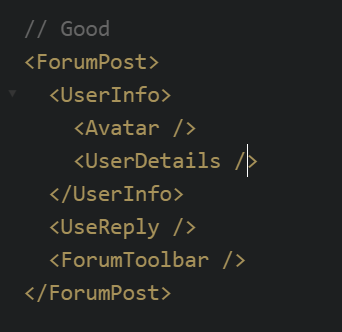 // Good
<ForumPost>
  <UserInfo>
    <Avatar />
    <UserDetails />
  </UserInfo>
  <UseReply />
  <ForumToolbar />
</ForumPost>